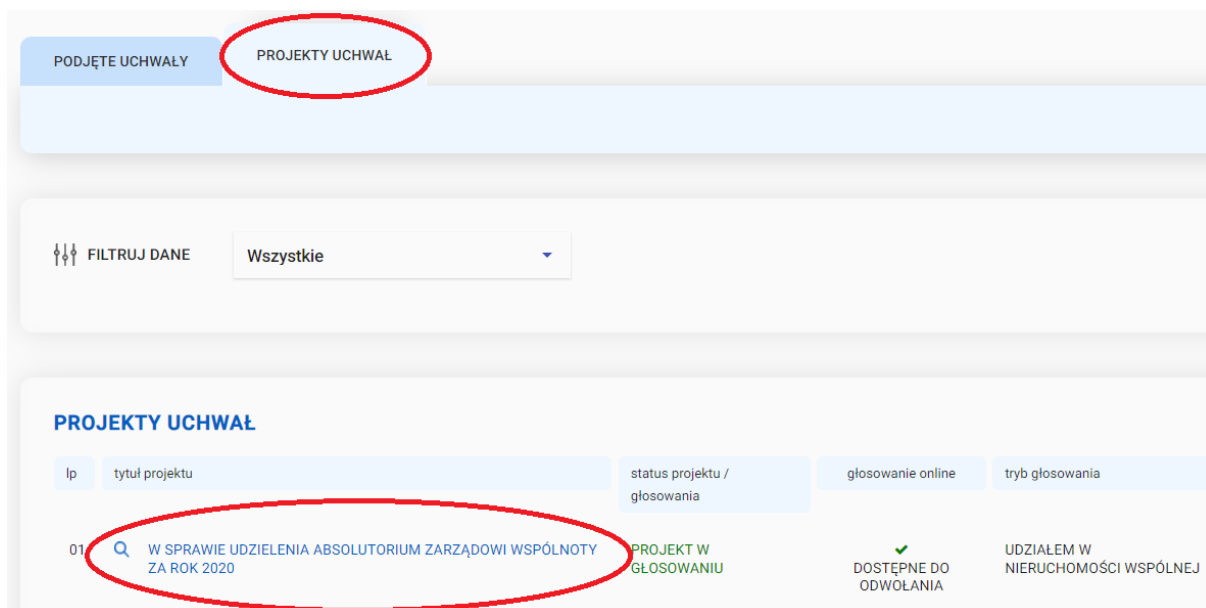 PODJĘTE UCHWAŁY
PROJEKTY UCHWAŁ
FILTRUJ DANE
Wszystkie
PROJEKTY UCHWAŁ
lp
tytuł projektu
status projektu /
głosowania
głosowanie online
tryb głosowania
01
W SPRAWIE UDZIELENIA ABSOLUTORIUM ZARZĄDOWI WSPÓLNOTY
ZA ROK 2020
PROJEKT W
GŁOSOWANIU
DOSTĘPNE DO
ODWOŁANIA
UDZIAŁEM W
NIERUCHOMOŚCI WSPÓLNEJ